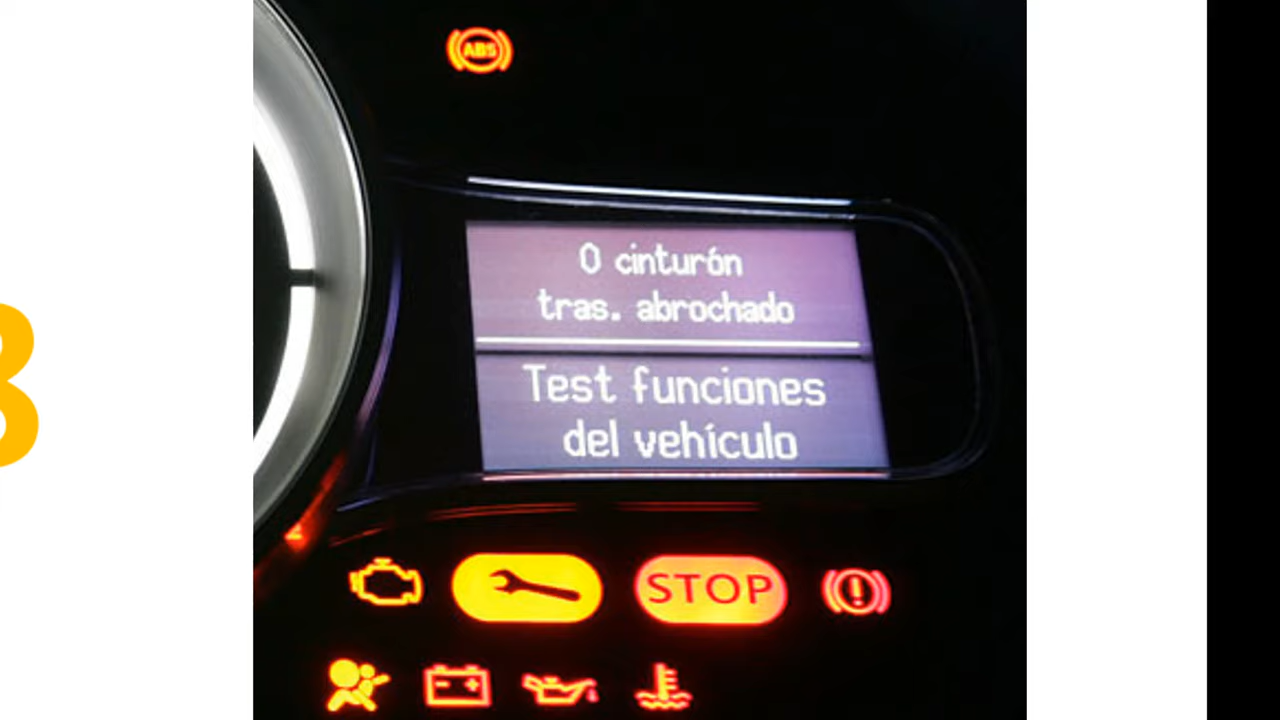 ABS
0 cinturón
tras. abrochado
Test funciones
del vehículo
STOP